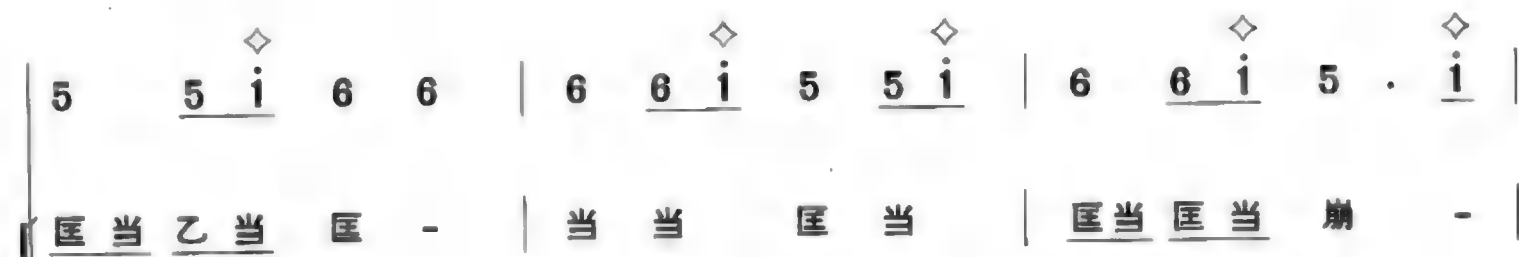 5 5 i 6 6 | 6 6 i 5 5 i | 6 6 i 5 . i |
匡 当 乙 当 匡 - | 当 当 匡 当 | 匡 当 匡 当 崩 - |